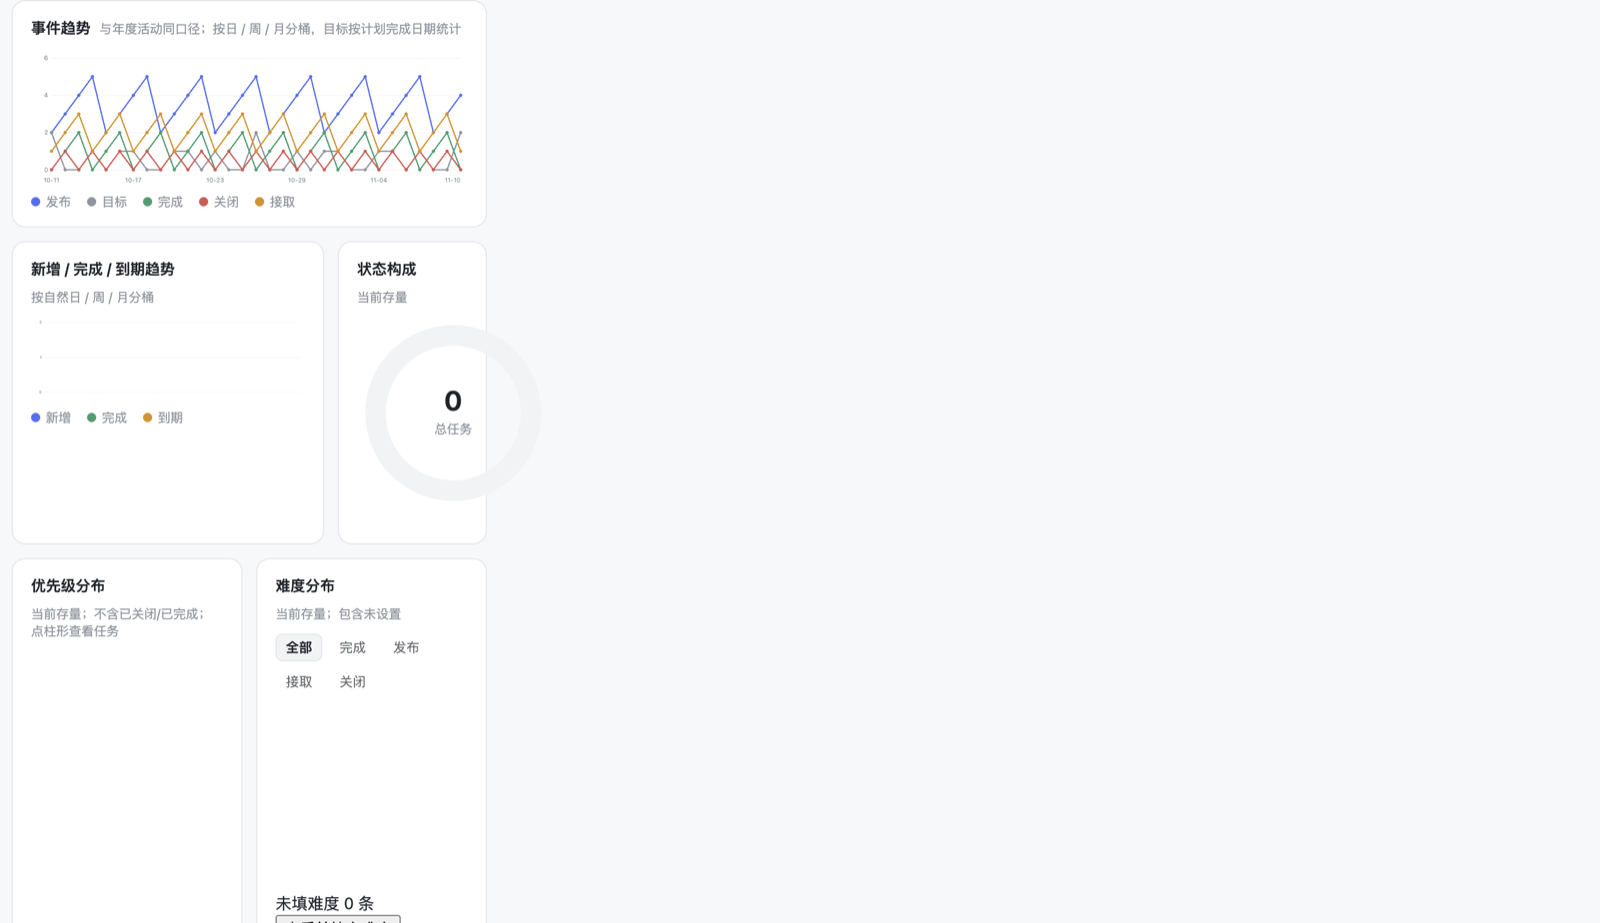 事件趋势 与年度活动同口径；按日 / 周 / 月分桶，目标按计划完成日期统计
6
4
2
0
10-11 10-17 10-23 10-29 11-04 11-10
发布 目标 完成 关闭 接取
新增 / 完成 / 到期趋势
按自然日 / 周 / 月分桶
新增 完成 到期
状态构成
当前存量
0
总任务
优先级分布
当前存量；不含已关闭/已完成；
点柱形查看任务
难度分布
当前存量；包含未设置
全部 完成 发布
接取 关闭
未填难度 0 条